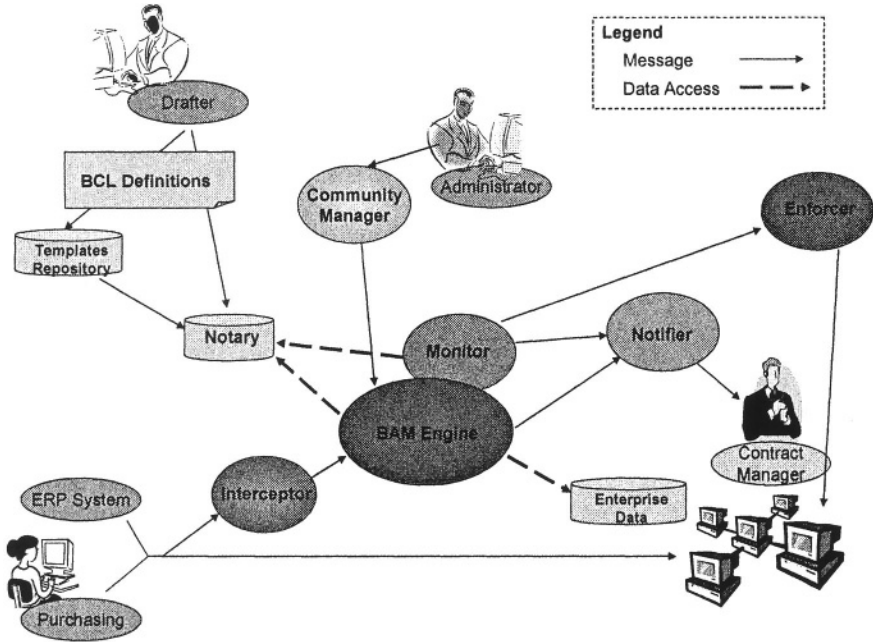 Legend
Message
Data Access
Drafter
BCL Definitions
Community
Manager
Administrator
Enforcer
Templates
Repository
Notary
Monitor
Notifier
BAM Engine
Contract
Manager
ERP System
Interceptor
Enterprise
Data
Purchasing